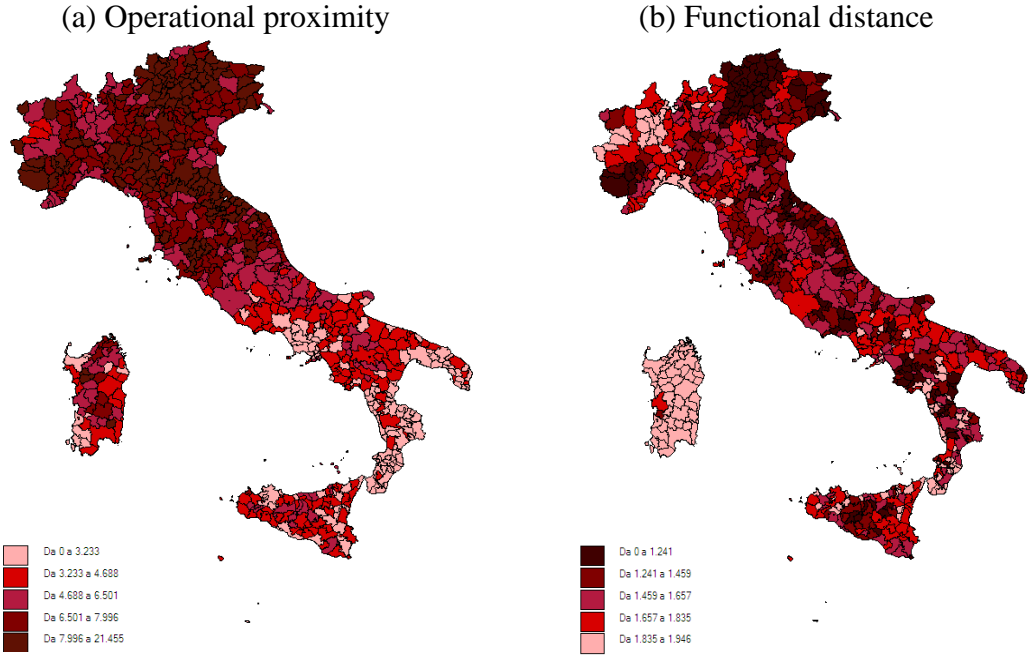 (a) Operational proximity
(b) Functional distance
Da 0 a 3.233
Da 3.233 a 4.688
Da 4.688 a 6.501
Da 6.501 a 7.996
Da 7.996 a 21.455
Da 0 a 1.241
Da 1.241 a 1.459
Da 1.459 a 1.657
Da 1.657 a 1.835
Da 1.835 a 1.946